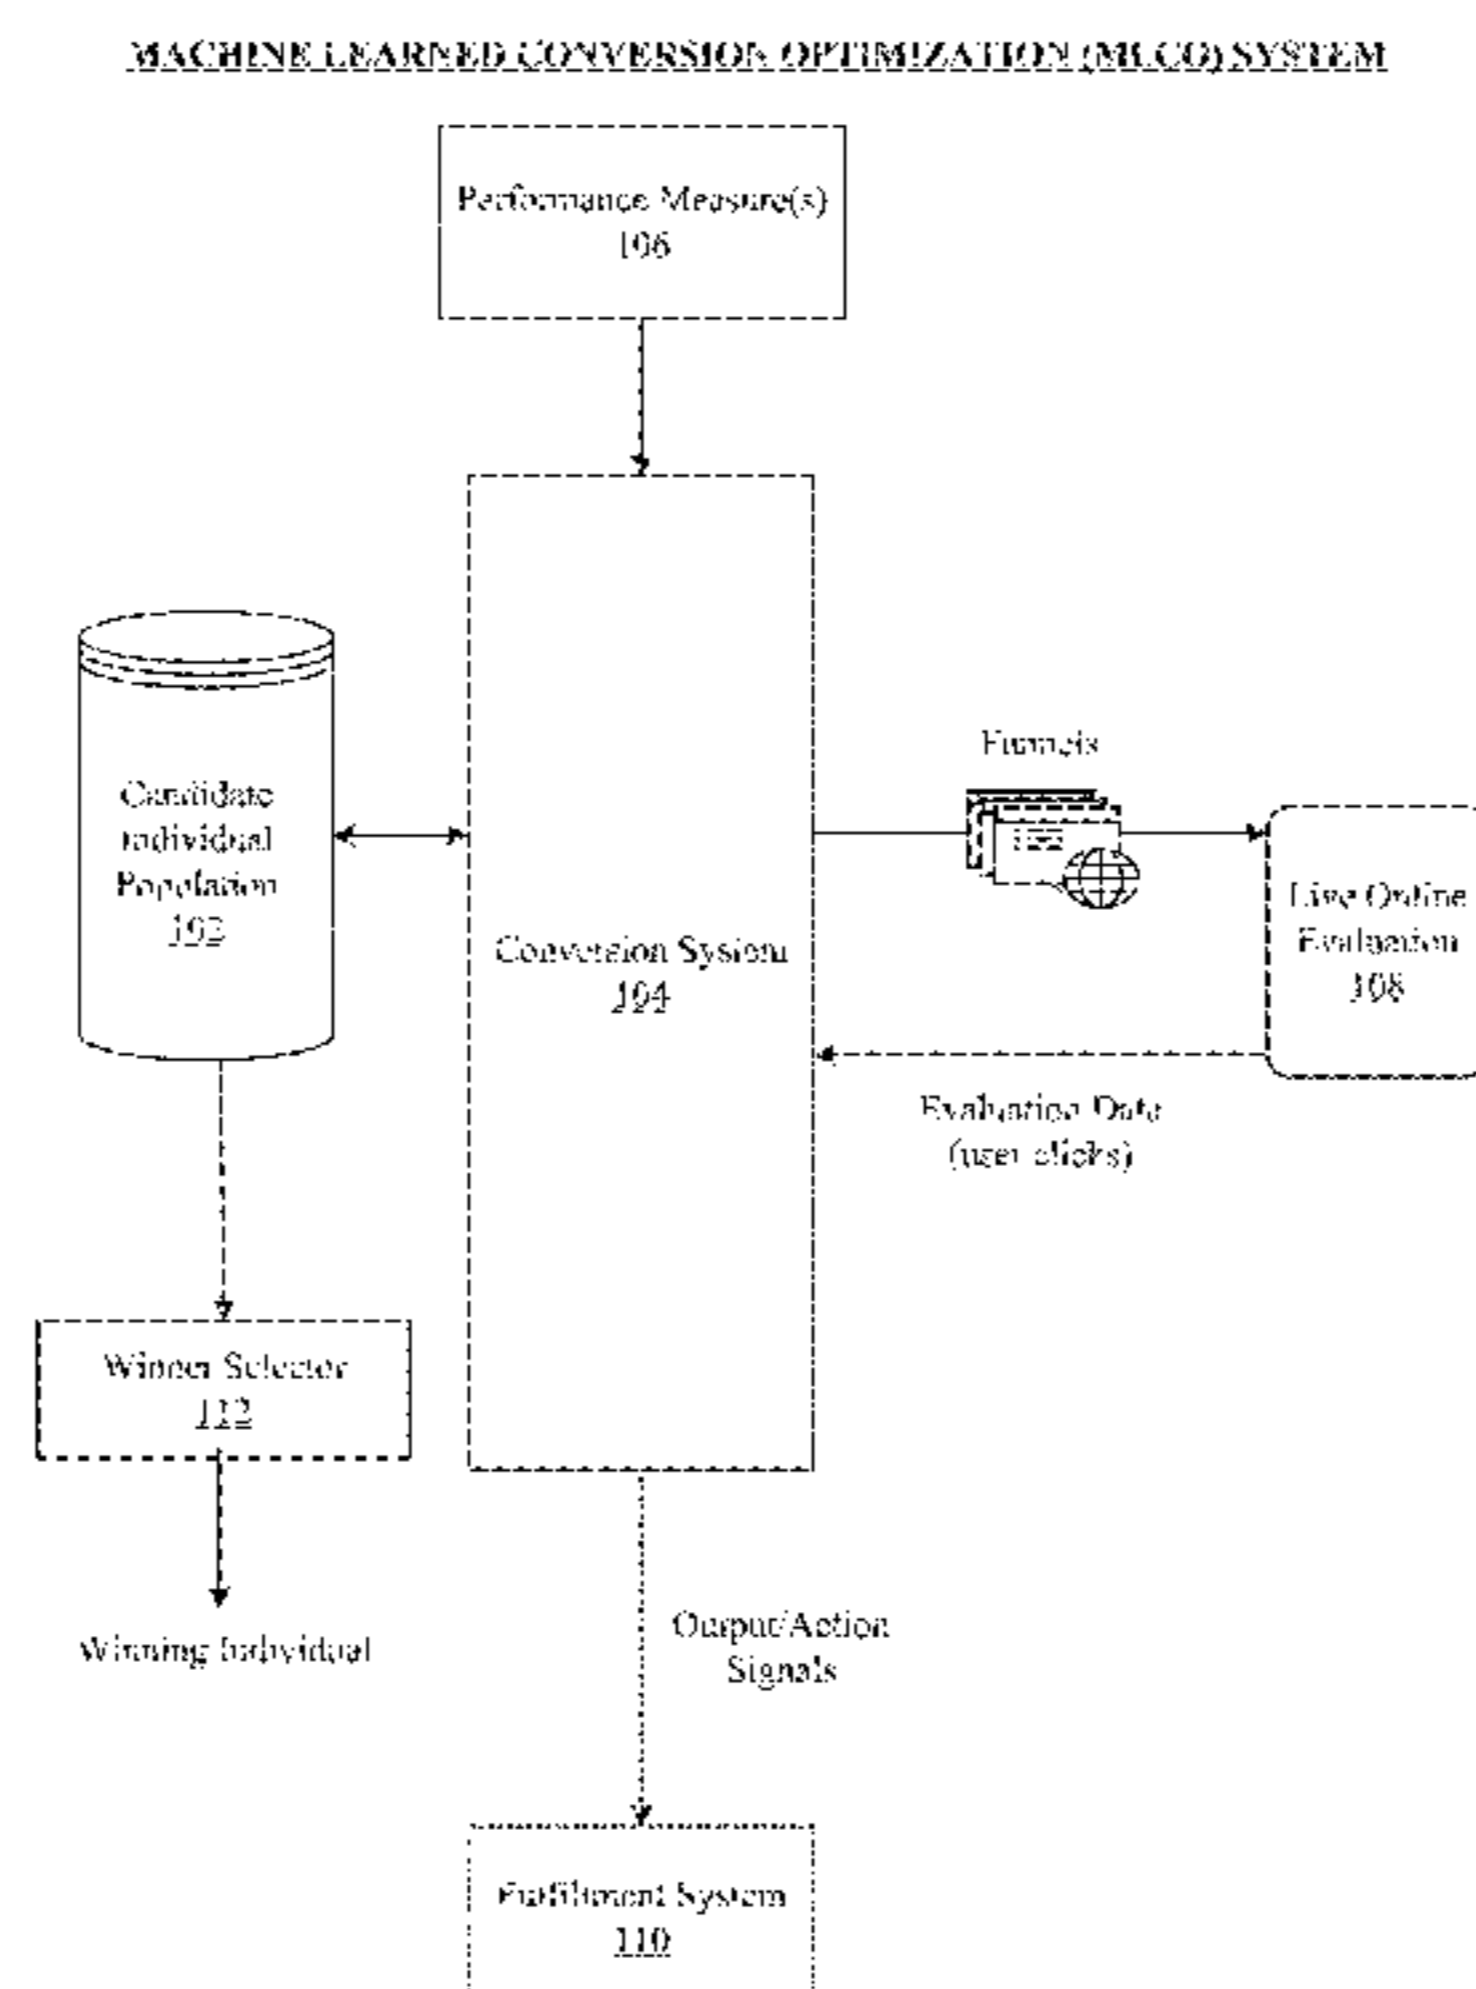 MACHINE LEARNED CONVERSION OPTIMIZATION (MLCO) SYSTEM
Performance Measure(s)
106
Candidate
Individual
Population
102
Conversion System
104
Funnels
Live Online
Evaluation
108
Evaluation Data
(user clicks)
Winner Selector
112
Winning Individual
Output/Action
Signals
Fulfillment System
110